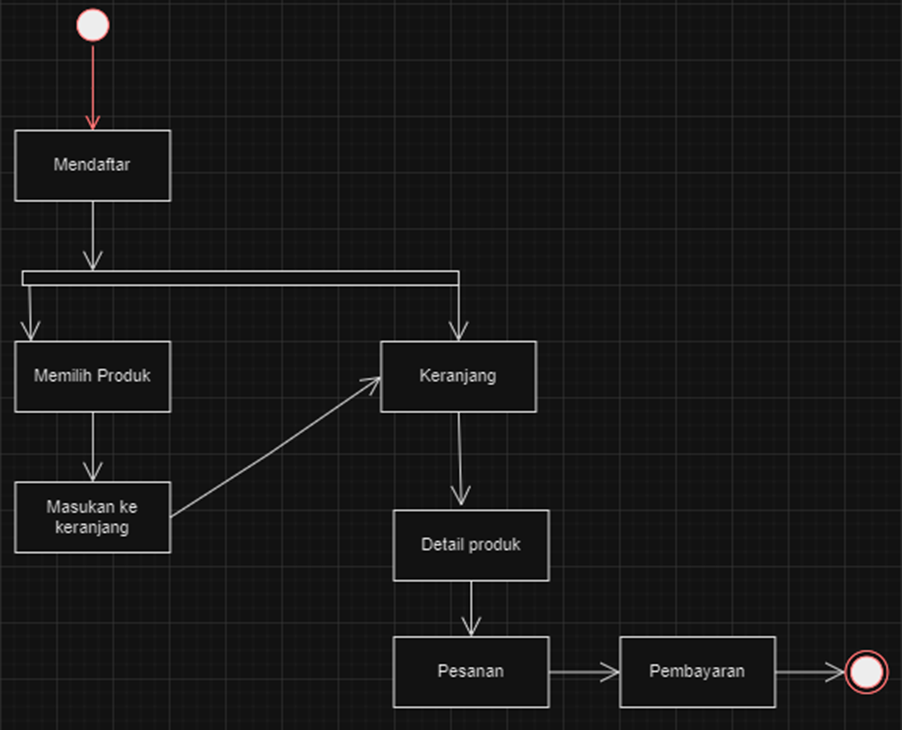 Mendaftar
Memilih Produk
Keranjang
Masukan ke
keranjang
Detail produk
Pesanan
Pembayaran